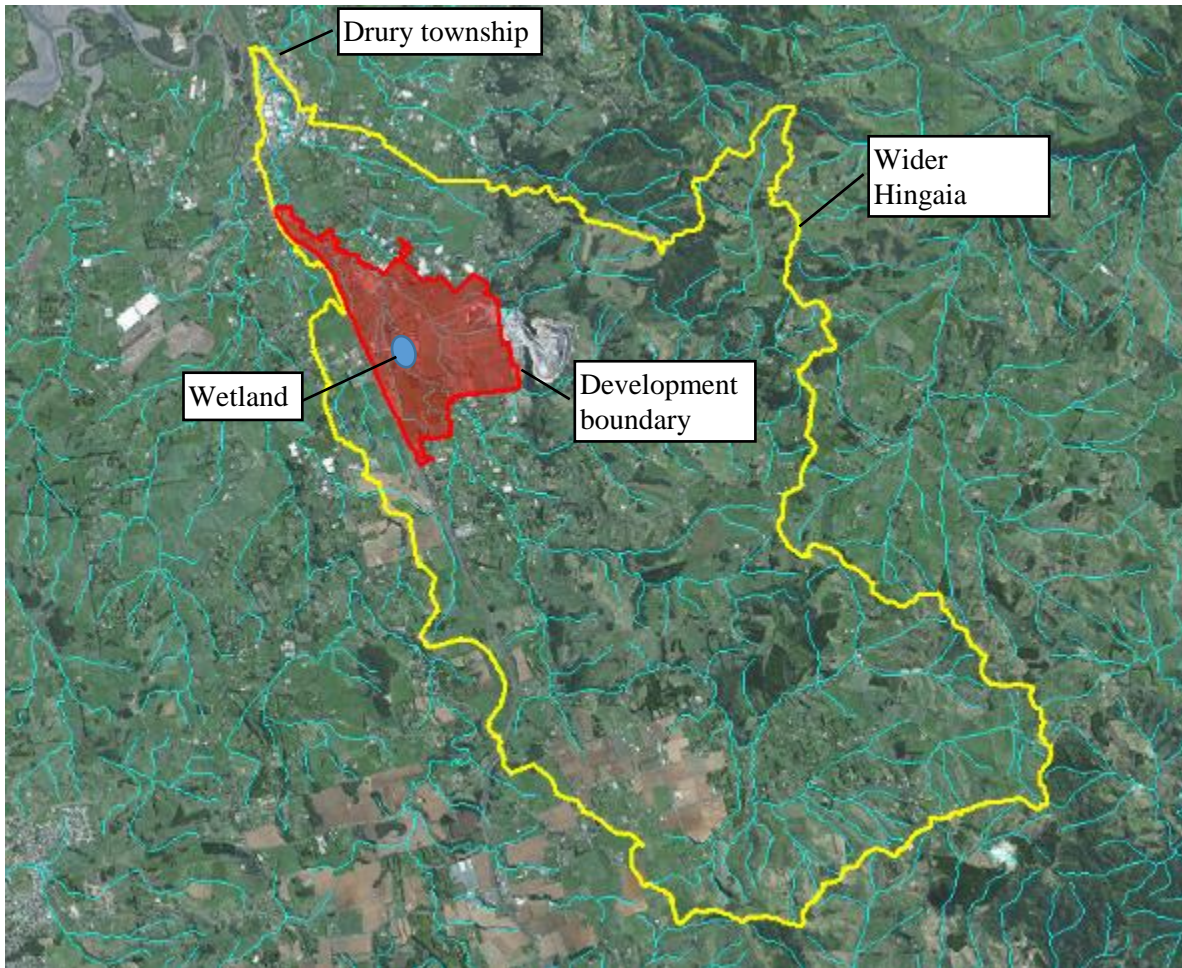 Drury township
Wider
Hingaia
Wetland
Development
boundary